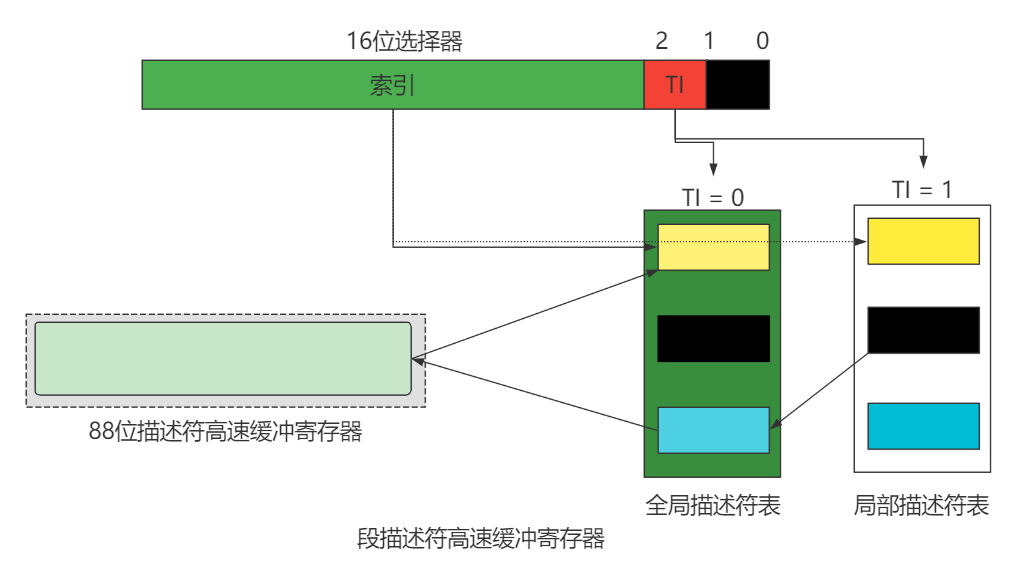 16位选择器
2 1 0
索引
TI
TI = 0
TI = 1
88位描述符高速缓冲寄存器
全局描述符表
局部描述符表
段描述符高速缓冲寄存器